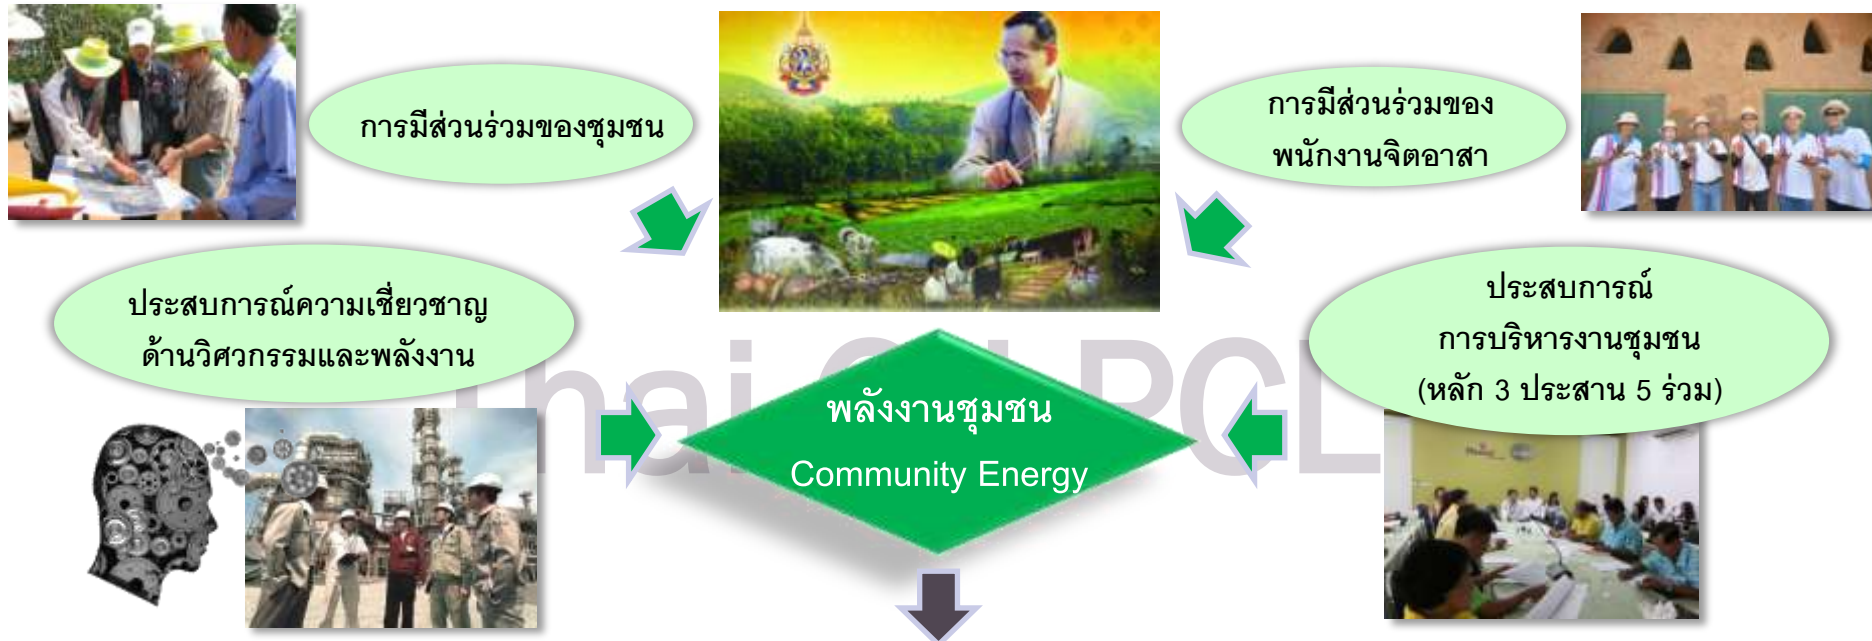 การมีส่วนร่วมของชุมชน
การมีส่วนร่วมของ
พนักงานจิตอาสา
ประสบการณ์ความเชี่ยวชาญ
ด้านวิศวกรรมและพลังงาน
ประสบการณ์
การบริหารงานชุมชน
(หลัก 3 ประสาน 5 ร่วม)
พลังงานชุมชน
Community Energy